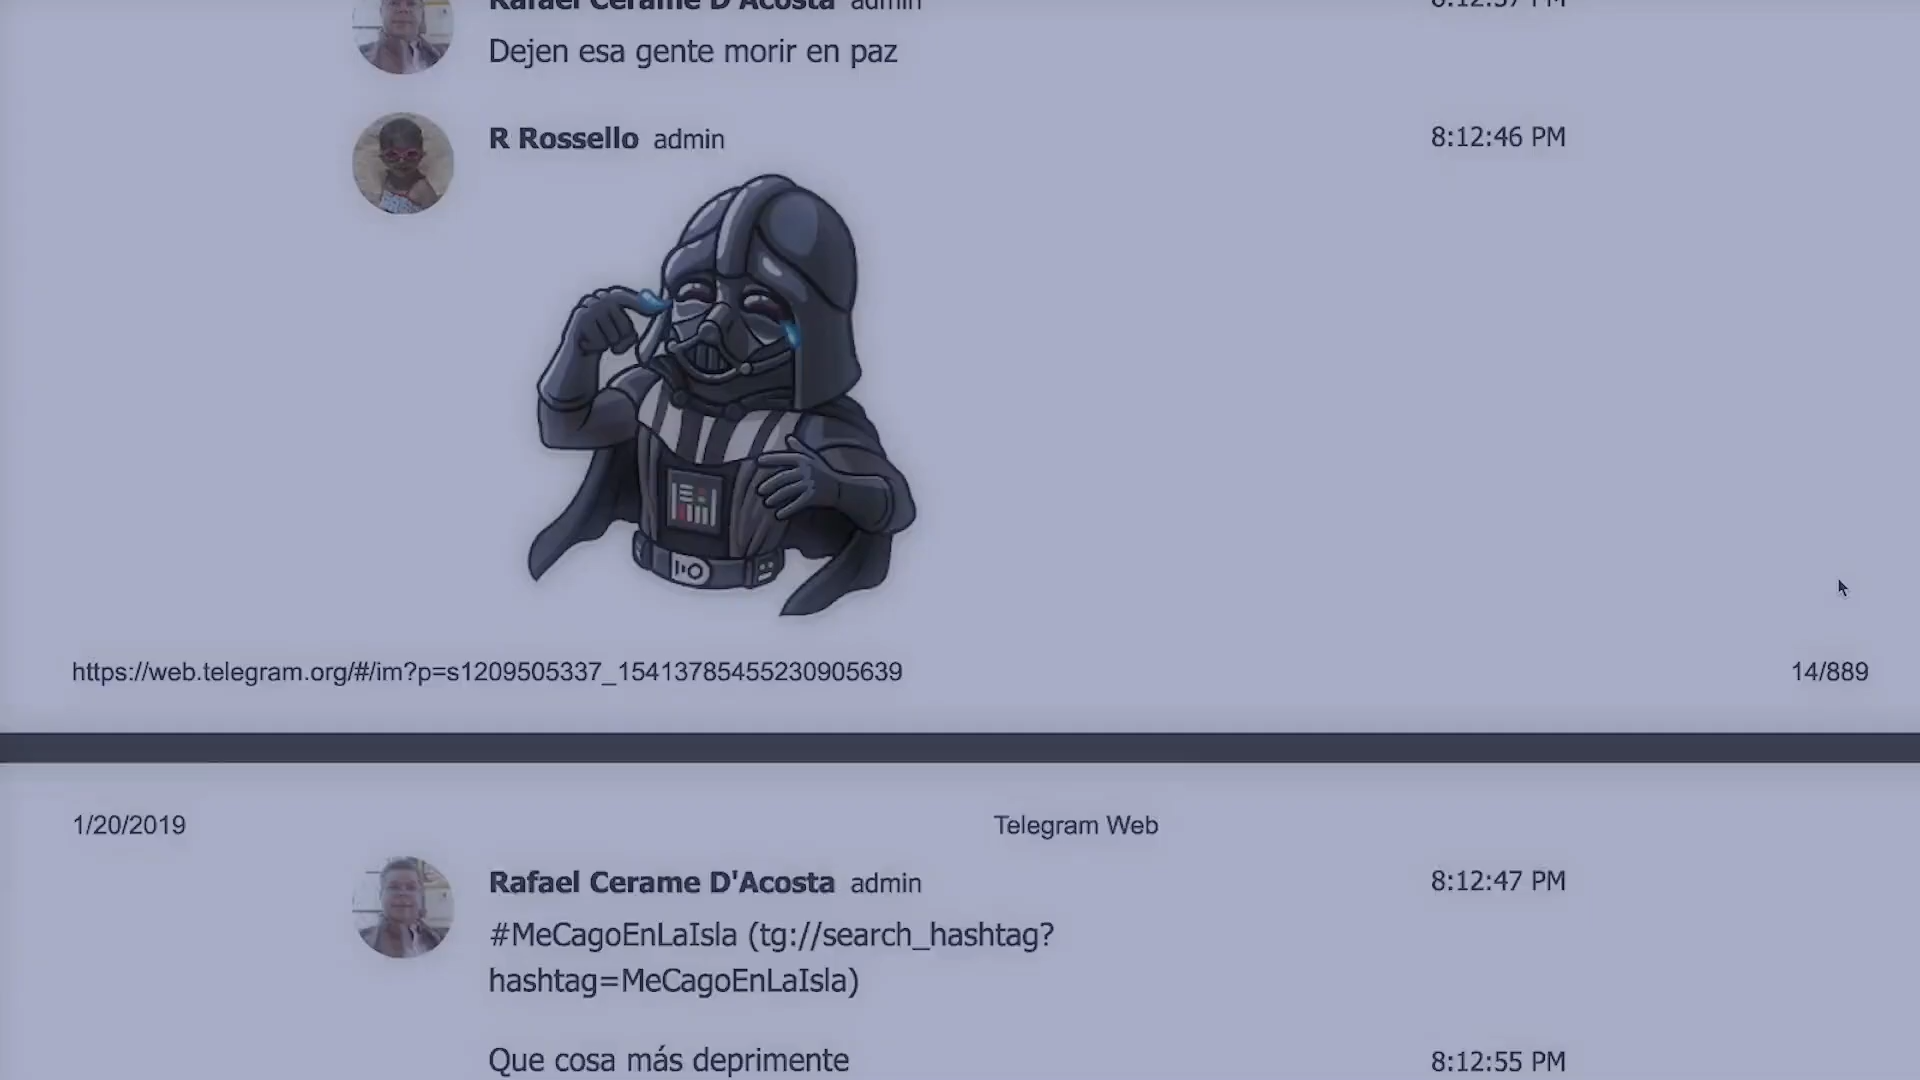 Rafael Cerame D'Acosta admin 8:12:37 PM
Dejen esa gente morir en paz
R Rossello admin 8:12:46 PM
https://web.telegram.org/#/im?p=s1209505337_15413785455230905639 14/889
1/20/2019 Telegram Web
Rafael Cerame D'Acosta admin 8:12:47 PM
#MeCagoEnLaIsla (tg://search_hashtag?
hashtag=MeCagoEnLaIsla)
Que cosa más deprimente 8:12:55 PM